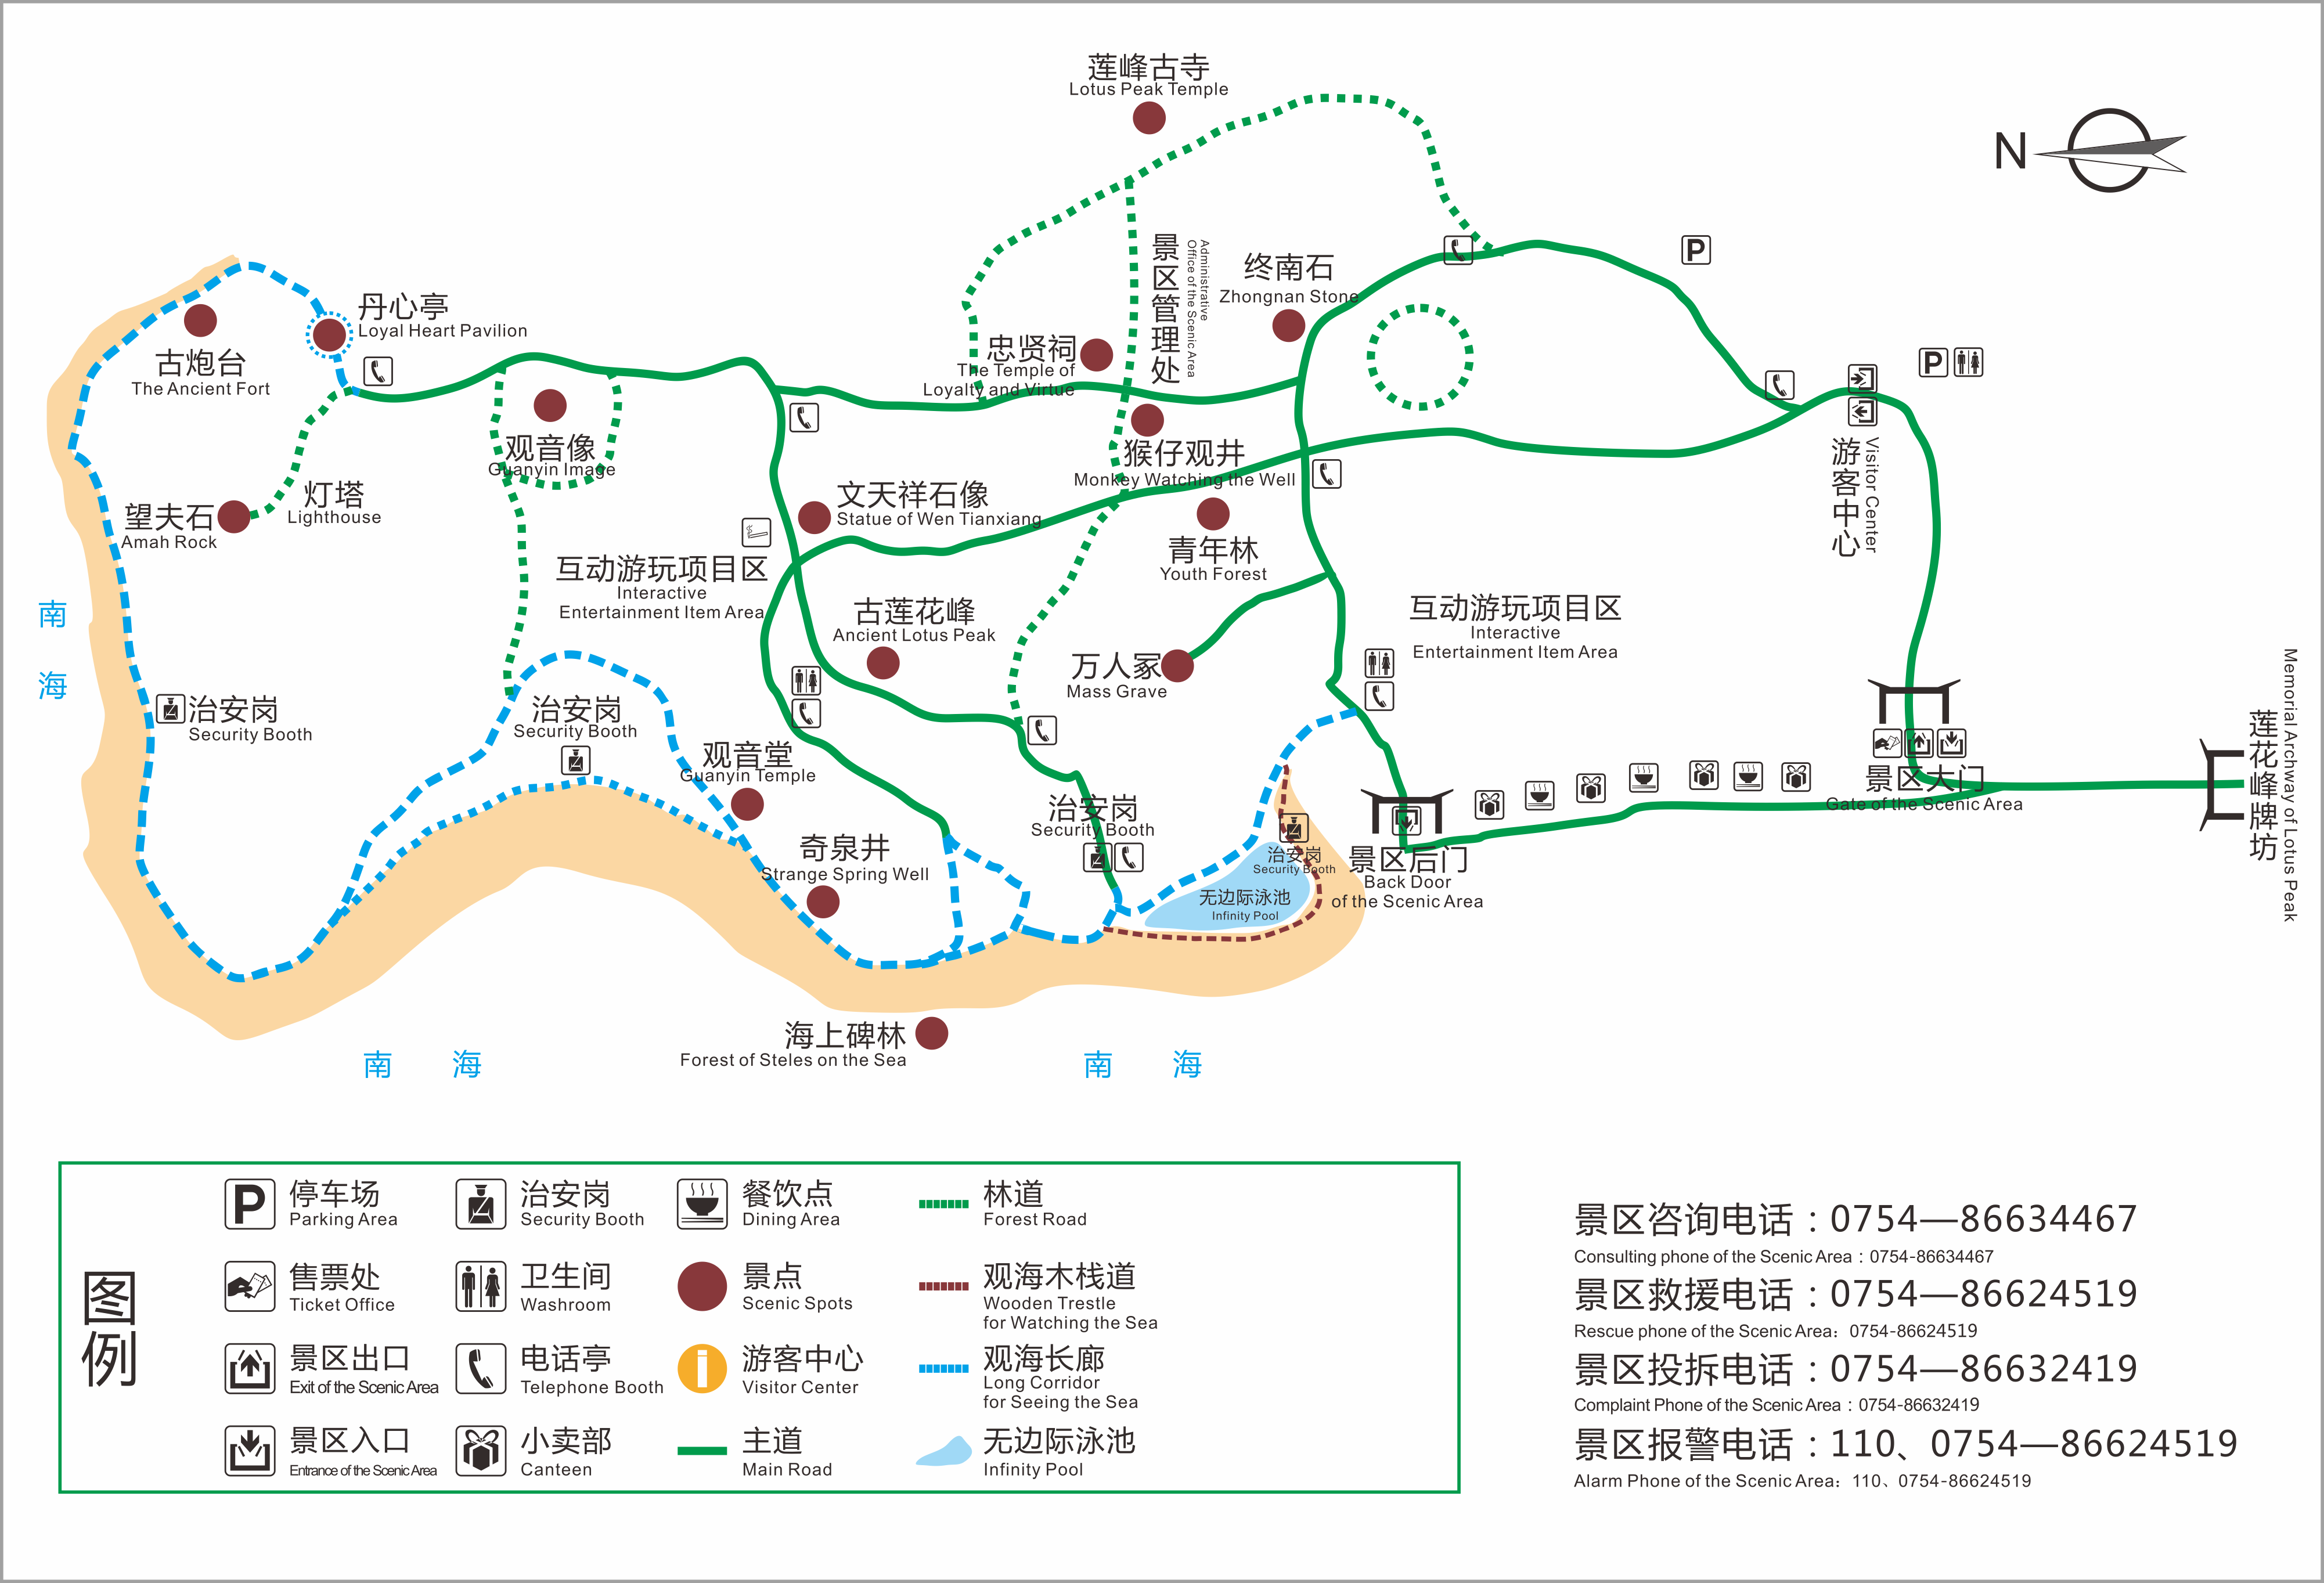 莲峰古寺
Lotus Peak Temple
N
P
景区管理处
Administrative
Office of the Scenic Area
终南石
Zhongnan Stone
丹心亭
Loyal Heart Pavilion
古炮台
The Ancient Fort
忠贤祠
The Temple of
Loyalty and Virtue
P
观音像
Guanyin Image
猴仔观井
Monkey Watching the Well
游客中心
Visitor Center
望夫石
Amah Rock
灯塔
Lighthouse
文天祥石像
Statue of Wen Tianxiang
青年林
Youth Forest
互动游玩项目区
Interactive
Entertainment Item Area
古莲花峰
Ancient Lotus Peak
互动游玩项目区
Interactive
Entertainment Item Area
南
海
万人冢
Mass Grave
治安岗
Security Booth
治安岗
Security Booth
观音堂
Guanyin Temple
景区大门
Gate of the Scenic Area
莲花峰牌坊
Memorial Archway of Lotus Peak
治安岗
Security Booth
奇泉井
Strange Spring Well
治安岗
Security Booth
景区后门
Back Door
of the Scenic Area
无边际泳池
Infinity Pool
海上碑林
Forest of Steles on the Sea
南 海
南 海
图例
P 停车场
Parking Area
治安岗
Security Booth
餐饮点
Dining Area
林道
Forest Road
售票处
Ticket Office
卫生间
Washroom
景点
Scenic Spots
观海木栈道
Wooden Trestle
for Watching the Sea
景区出口
Exit of the Scenic Area
电话亭
Telephone Booth
i 游客中心
Visitor Center
观海长廊
Long Corridor
for Seeing the Sea
景区入口
Entrance of the Scenic Area
小卖部
Canteen
主道
Main Road
无边际泳池
Infinity Pool
景区咨询电话：0754—86634467
Consulting phone of the Scenic Area：0754-86634467
景区救援电话：0754—86624519
Rescue phone of the Scenic Area：0754-86624519
景区投拆电话：0754—86632419
Complaint Phone of the Scenic Area：0754-86632419
景区报警电话：110、0754—86624519
Alarm Phone of the Scenic Area：110、0754-86624519